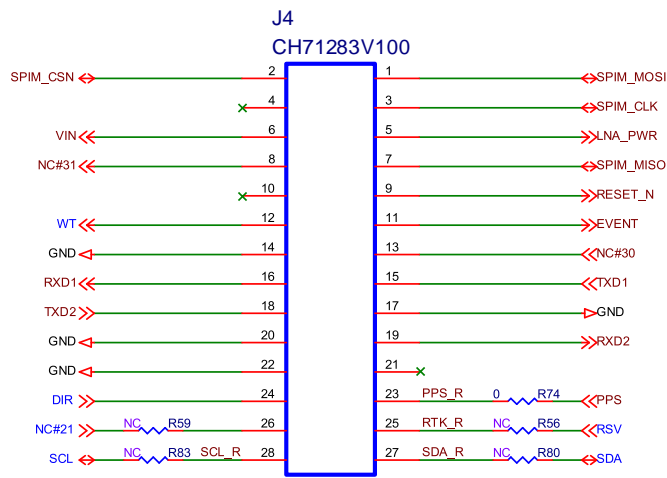 J4
CH71283V100
SPIM_CSN 2 1 SPIM_MOSI
4 3 SPIM_CLK
VIN 6 5 LNA_PWR
NC#31 8 7 SPIM_MISO
10 9 RESET_N
WT 12 11 EVENT
GND 14 13 NC#30
RXD1 16 15 TXD1
TXD2 18 17 GND
GND 20 19 RXD2
GND 22 21
DIR 24 23 PPS_R 0 R74 PPS
NC#21 NC R59 26 25 RTK_R NC R56 RSV
SCL NC R83 SCL_R 28 27 SDA_R NC R80 SDA